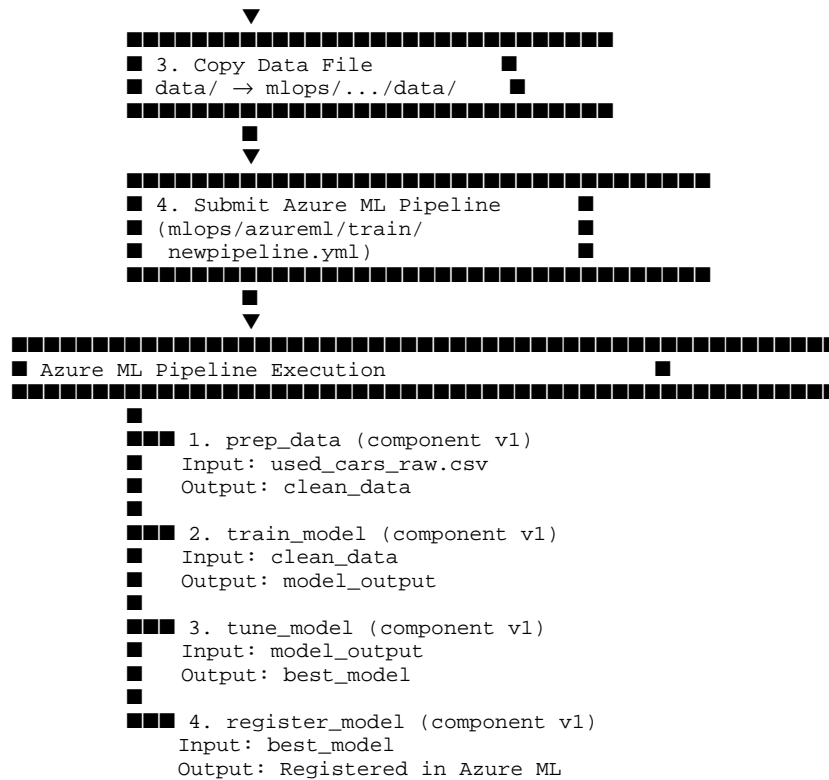 3. Copy Data File
data/ → mlops/.../data/
4. Submit Azure ML Pipeline
(mlops/azureml/train/
newpipeline.yml)
Azure ML Pipeline Execution
1. prep_data (component v1)
Input: used_cars_raw.csv
Output: clean_data
2. train_model (component v1)
Input: clean_data
Output: model_output
3. tune_model (component v1)
Input: model_output
Output: best_model
4. register_model (component v1)
Input: best_model
Output: Registered in Azure ML